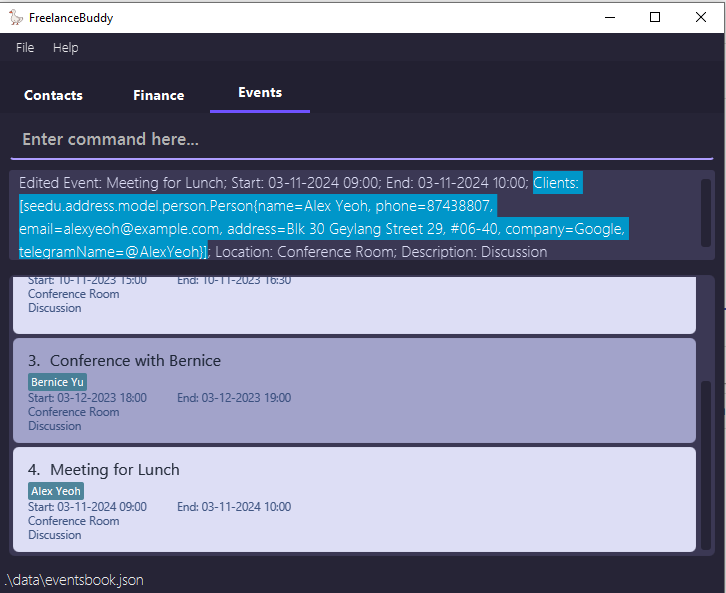 FreelanceBuddy
File Help
Contacts Finance Events
Enter command here...
Edited Event: Meeting for Lunch; Start: 03-11-2024 09:00; End: 03-11-2024 10:00; Clients:
[seedu.address.model.person.Person{name=Alex Yeoh, phone=87438807,
email=alexyeoh@example.com, address=Blk 30 Geylang Street 29, #06-40, company=Google,
telegramName=@AlexYeoh}]; Location: Conference Room; Description: Discussion
Start: 10-11-2023 15:00 End: 10-11-2023 16:30
Conference Room
Discussion
3. Conference with Bernice
Bernice Yu
Start: 03-12-2023 18:00 End: 03-12-2023 19:00
Conference Room
Discussion
4. Meeting for Lunch
Alex Yeoh
Start: 03-11-2024 09:00 End: 03-11-2024 10:00
Conference Room
Discussion
.\data\eventsbook.json